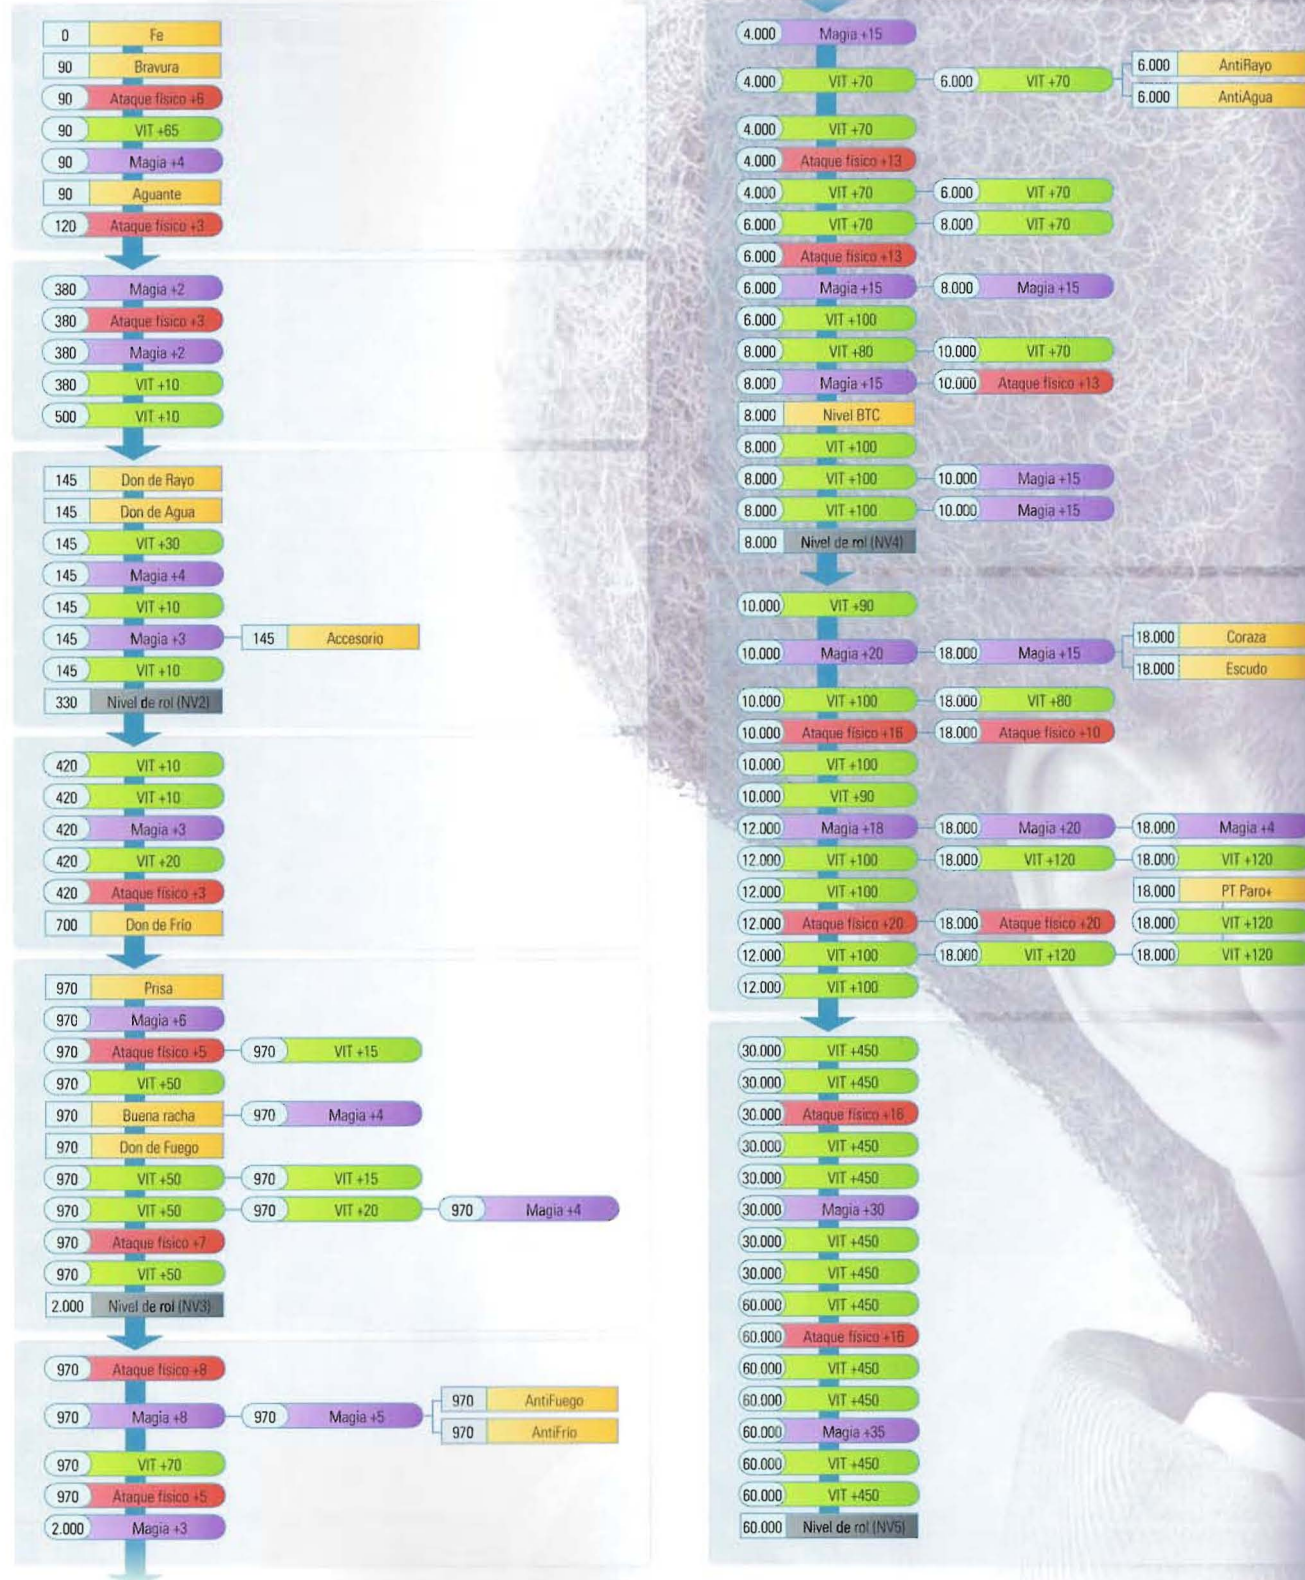 0 Fe
90 Bravura
90 Ataque físico +6
90 VIT +65
90 Magia +4
90 Aguante
120 Ataque físico +3
380 Magia +2
380 Ataque físico +3
380 Magia +2
380 VIT +10
500 VIT +10
145 Don de Rayo
145 Don de Agua
145 VIT +30
145 Magia +4
145 VIT +10
145 Magia +3 145 Accesorio
145 VIT +10
330 Nivel de rol (NV2)
420 VIT +10
420 VIT +10
420 Magia +3
420 VIT +20
420 Ataque físico +3
700 Don de Frío
970 Prisa
970 Magia +6
970 Ataque físico +5 970 VIT +15
970 VIT +50
970 Buena racha 970 Magia +4
970 Don de Fuego
970 VIT +50 970 VIT +15
970 VIT +50 970 VIT +20 970 Magia +4
970 Ataque físico +7
970 VIT +50
2.000 Nivel de rol (NV3)
970 Ataque físico +8
970 Magia +8 970 Magia +5 970 AntiFuego
970 AntiFrío
970 VIT +70
970 Ataque físico +5
2.000 Magia +3
4.000 Magia +15
4.000 VIT +70 6.000 VIT +70 6.000 AntiRayo
6.000 AntiAgua
4.000 VIT +70
4.000 Ataque físico +13
4.000 VIT +70 6.000 VIT +70
6.000 VIT +70 8.000 VIT +70
6.000 Ataque físico +13
6.000 Magia +15 8.000 Magia +15
6.000 VIT +100
8.000 VIT +80 10.000 VIT +70
8.000 Magia +15 10.000 Ataque físico +13
8.000 Nivel BTC
8.000 VIT +100
8.000 VIT +100 10.000 Magia +15
8.000 VIT +100 10.000 Magia +15
8.000 Nivel de rol (NV4)
10.000 VIT +90
10.000 Magia +20 18.000 Magia +15 18.000 Coraza
18.000 Escudo
10.000 VIT +100 18.000 VIT +80
10.000 Ataque físico +16 18.000 Ataque físico +10
10.000 VIT +100
10.000 VIT +90
12.000 Magia +18 18.000 Magia +20 18.000 Magia +4
12.000 VIT +100 18.000 VIT +120 18.000 VIT +120
12.000 VIT +100 18.000 PT Paro+
12.000 Ataque físico +20 18.000 Ataque físico +20 18.000 VIT +120
12.000 VIT +100 18.000 VIT +120 18.000 VIT +120
12.000 VIT +100
30.000 VIT +450
30.000 VIT +450
30.000 Ataque físico +16
30.000 VIT +450
30.000 VIT +450
30.000 Magia +30
30.000 VIT +450
30.000 VIT +450
60.000 VIT +450
60.000 Ataque físico +16
60.000 VIT +450
60.000 VIT +450
60.000 Magia +35
60.000 VIT +450
60.000 VIT +450
60.000 Nivel de rol (NV5)